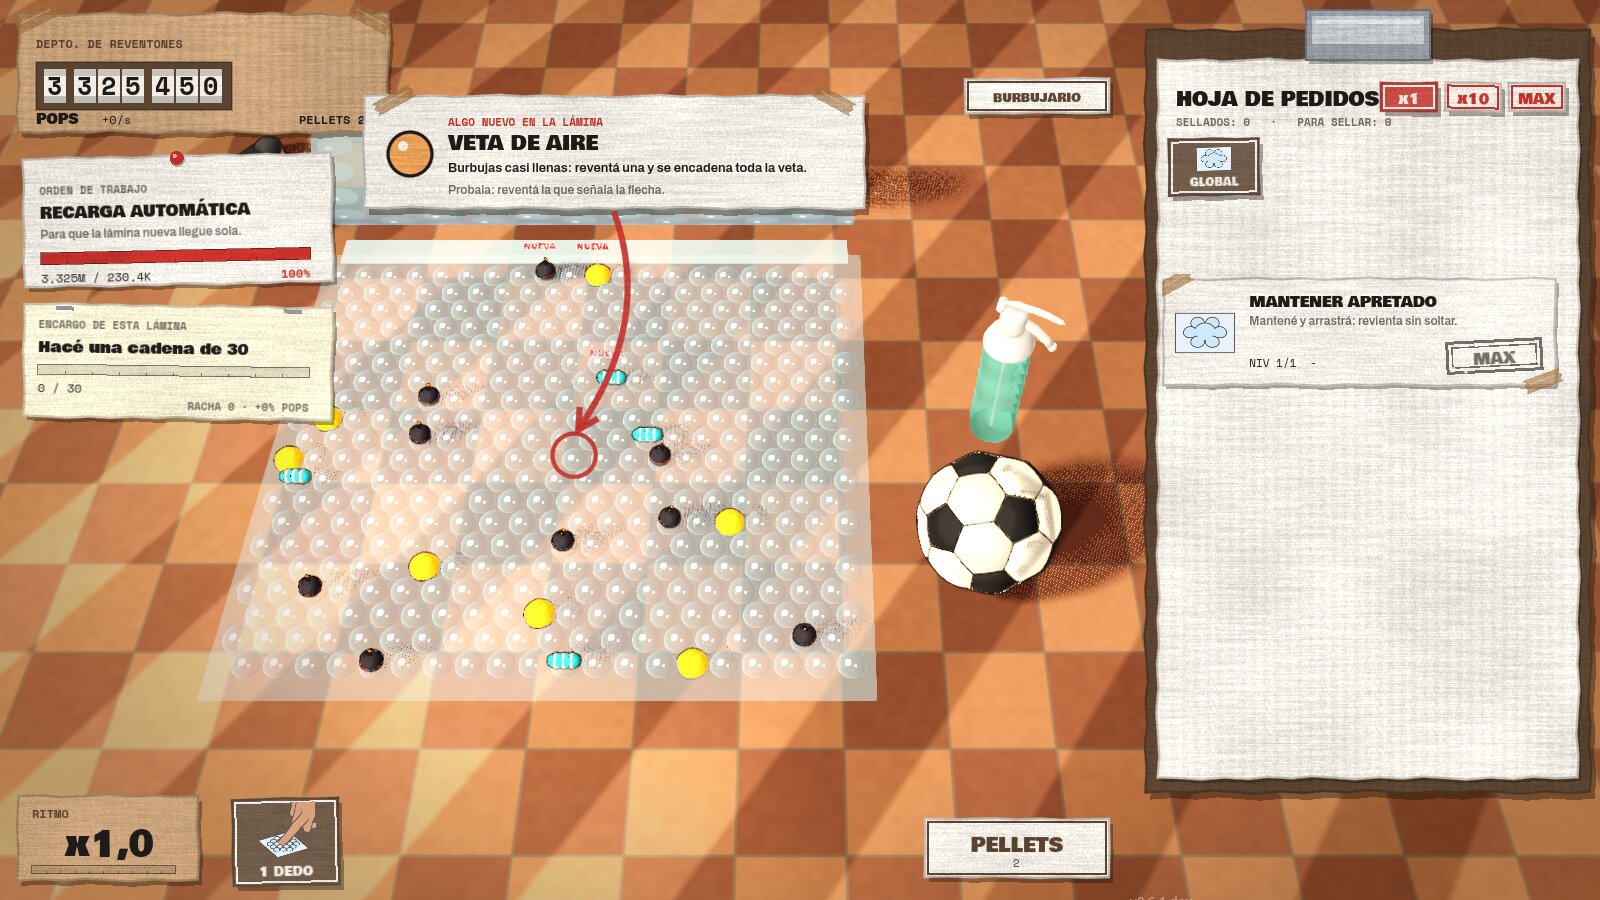 DEPTO. DE REVENTONES
3 325 450
POPS +0/s PELLETS 2
ORDEN DE TRABAJO
RECARGA AUTOMÁTICA
Para que la lámina nueva llegue sola.
3,325M / 230.4K 100%
ENCARGO DE ESTA LÁMINA
Hacé una cadena de 30
0 / 30
RACHA 0 · +0% POPS
ALGO NUEVO EN LA LÁMINA
VETA DE AIRE
Burbujas casi llenas: reventá una y se encadena toda la veta.
Probala: reventá la que señala la flecha.
NUEVA NUEVA
BURBUJARIO
HOJA DE PEDIDOS x1 x10 MAX
SELLADOS: 0 · PARA SELLAR: 0
GLOBAL
MANTENER APRETADO
Mantené y arrastrá: revienta sin soltar.
NIV 1/1 -
MAX
RITMO
x1,0
1 DEDO
PELLETS
2